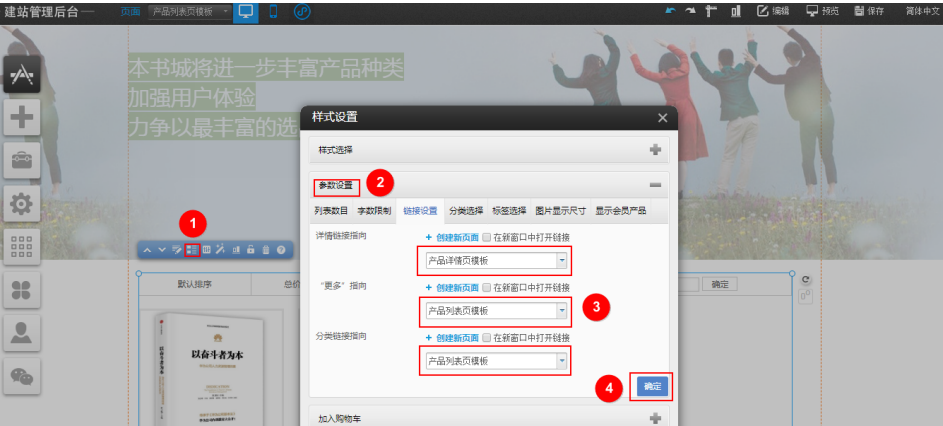 建站管理后台
页面 产品列表页模板 编辑 预览 保存 简体中文
本书城将进一步丰富产品种类
加强用户体验
力争以最丰富的选
样式设置
样式选择
参数设置 2
列表数目 字数限制 链接设置 分类选择 标签选择 图片显示尺寸 显示会员产品
1
详情链接指向 + 创建新页面 在新窗口中打开链接
产品详情页模板
“更多”指向 + 创建新页面 在新窗口中打开链接
产品列表页模板 3
分类链接指向 + 创建新页面 在新窗口中打开链接
产品列表页模板
4 确定
加入购物车
默认排序 总价 确定
以奋斗者为本